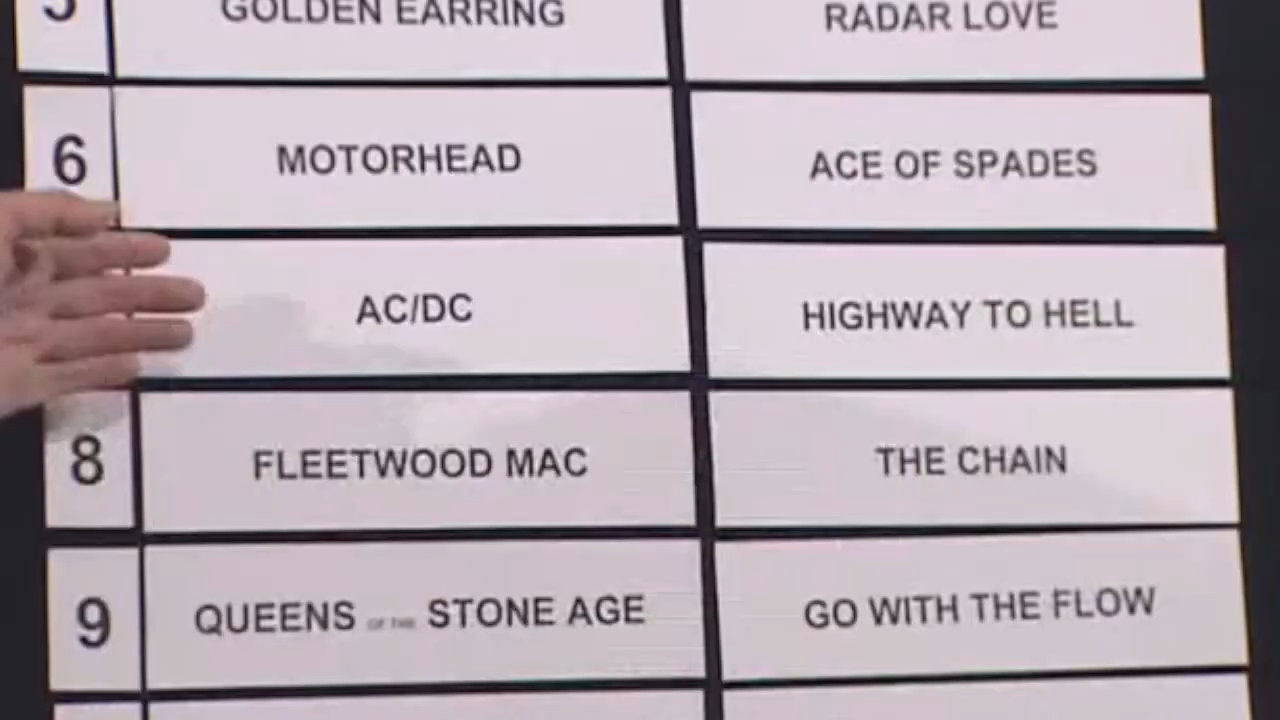 5 GOLDEN EARRING RADAR LOVE
6 MOTORHEAD ACE OF SPADES
AC/DC HIGHWAY TO HELL
8 FLEETWOOD MAC THE CHAIN
9 QUEENS OF THE STONE AGE GO WITH THE FLOW